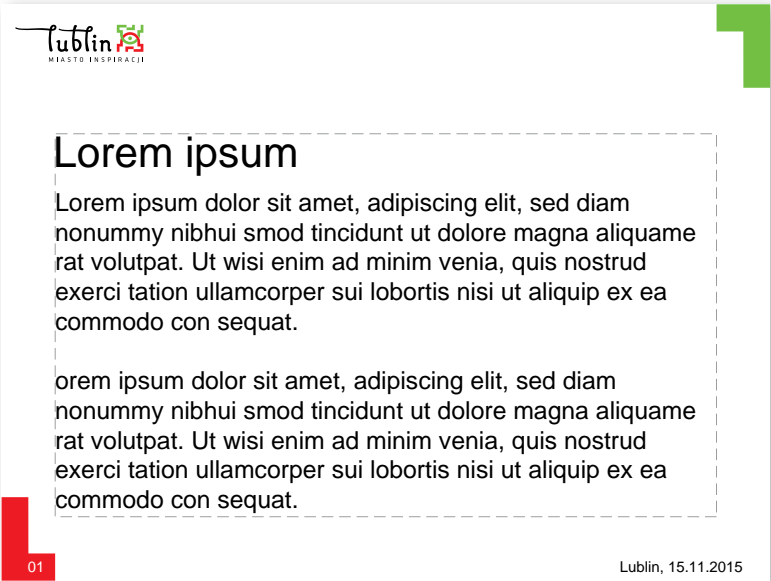 lublin
MIASTO INSPIRACJI
Lorem ipsum
Lorem ipsum dolor sit amet, adipiscing elit, sed diam
nonummy nibhui smod tincidunt ut dolore magna aliquame
rat volutpat. Ut wisi enim ad minim venia, quis nostrud
exerci tation ullamcorper sui lobortis nisi ut aliquip ex ea
commodo con sequat.
orem ipsum dolor sit amet, adipiscing elit, sed diam
nonummy nibhui smod tincidunt ut dolore magna aliquame
rat volutpat. Ut wisi enim ad minim venia, quis nostrud
exerci tation ullamcorper sui lobortis nisi ut aliquip ex ea
commodo con sequat.
01
Lublin, 15.11.2015